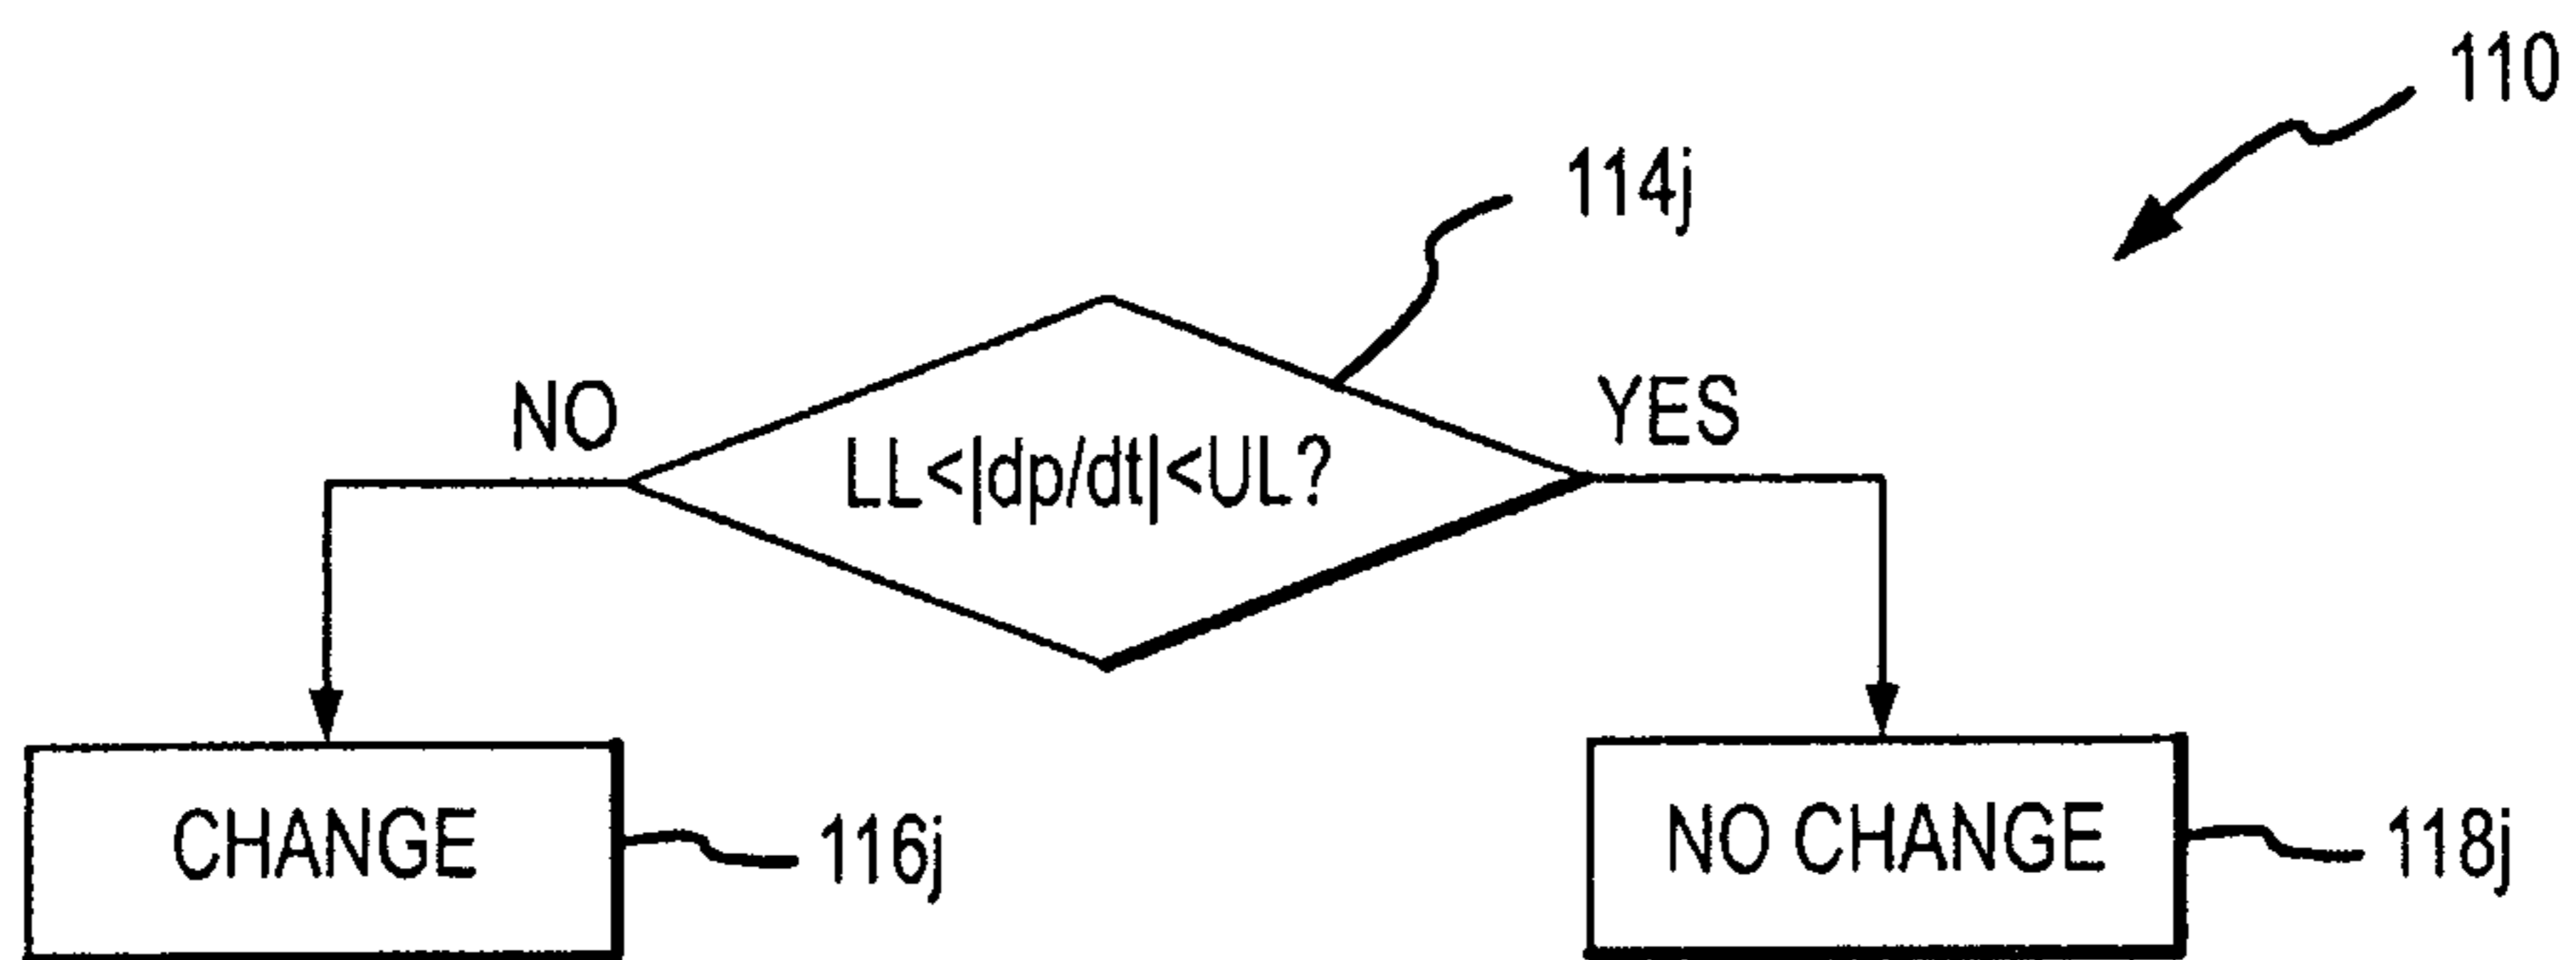 110
114j
NO
YES
LL<|dp/dt|<UL?
CHANGE
116j
NO CHANGE
118j